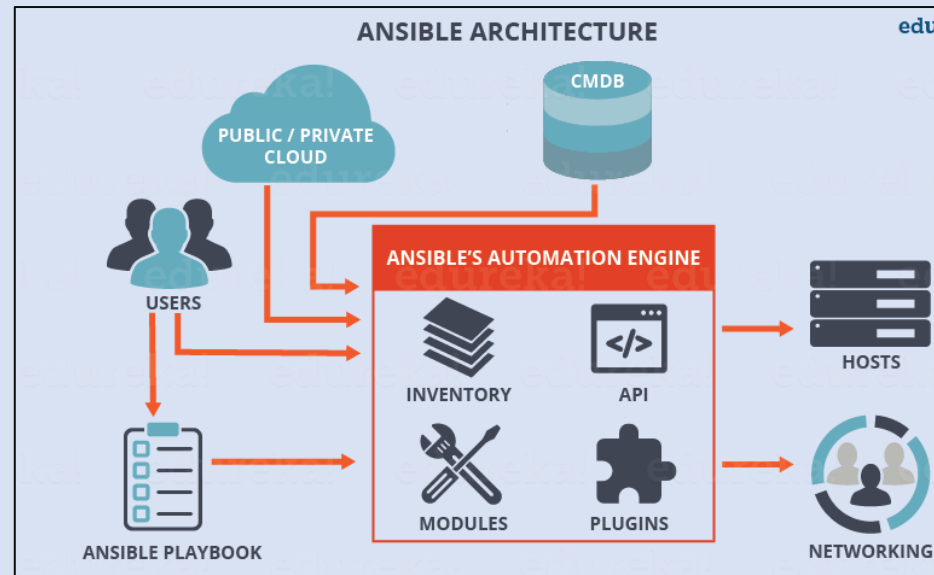 ANSIBLE ARCHITECTURE
edu
PUBLIC / PRIVATE
CLOUD
CMDB
USERS
ANSIBLE'S AUTOMATION ENGINE
INVENTORY
API
HOSTS
MODULES
PLUGINS
ANSIBLE PLAYBOOK
NETWORKING
edureka!